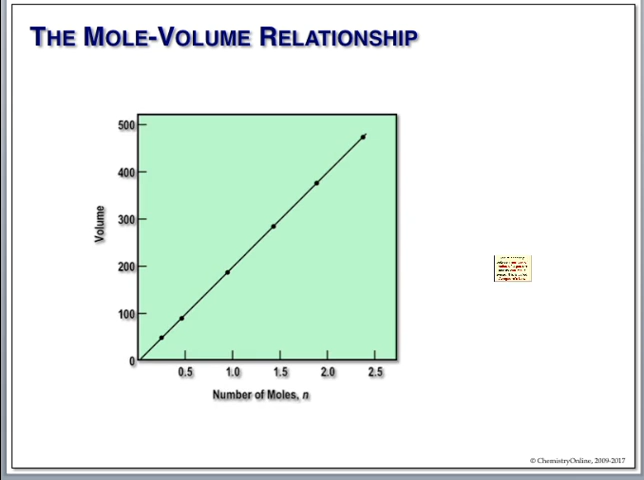 THE MOLE-VOLUME RELATIONSHIP
500
400
300
200
100
0
Volume
0.5 1.0 1.5 2.0 2.5
Number of Moles, n
© ChemistryOnline, 2009-2017